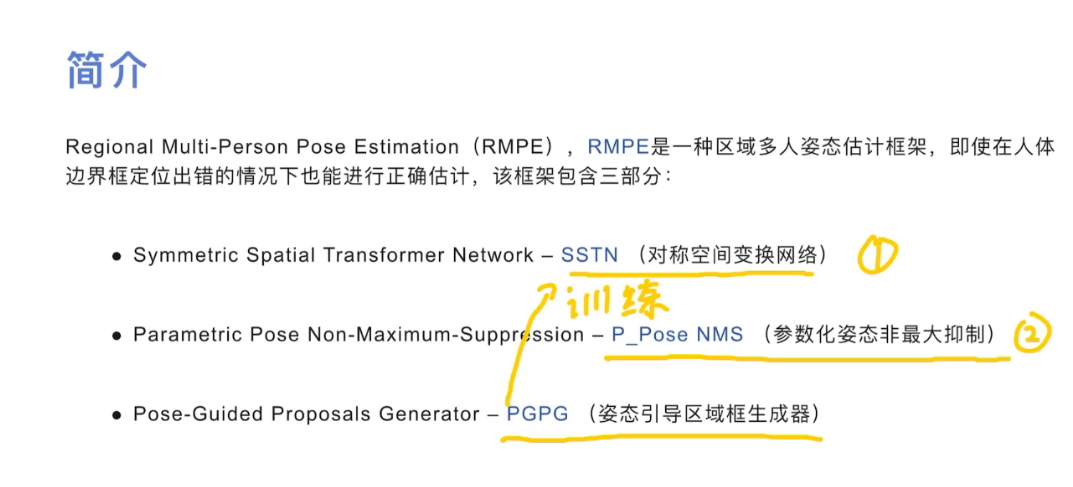 简介
Regional Multi-Person Pose Estimation（RMPE），RMPE是一种区域多人姿态估计框架，即使在人体
边界框定位出错的情况下也能进行正确估计，该框架包含三部分：
• Symmetric Spatial Transformer Network – SSTN （对称空间变换网络） ①
训练
• Parametric Pose Non-Maximum-Suppression – P_Pose NMS （参数化姿态非最大抑制） ②
• Pose-Guided Proposals Generator – PGPG （姿态引导区域框生成器）